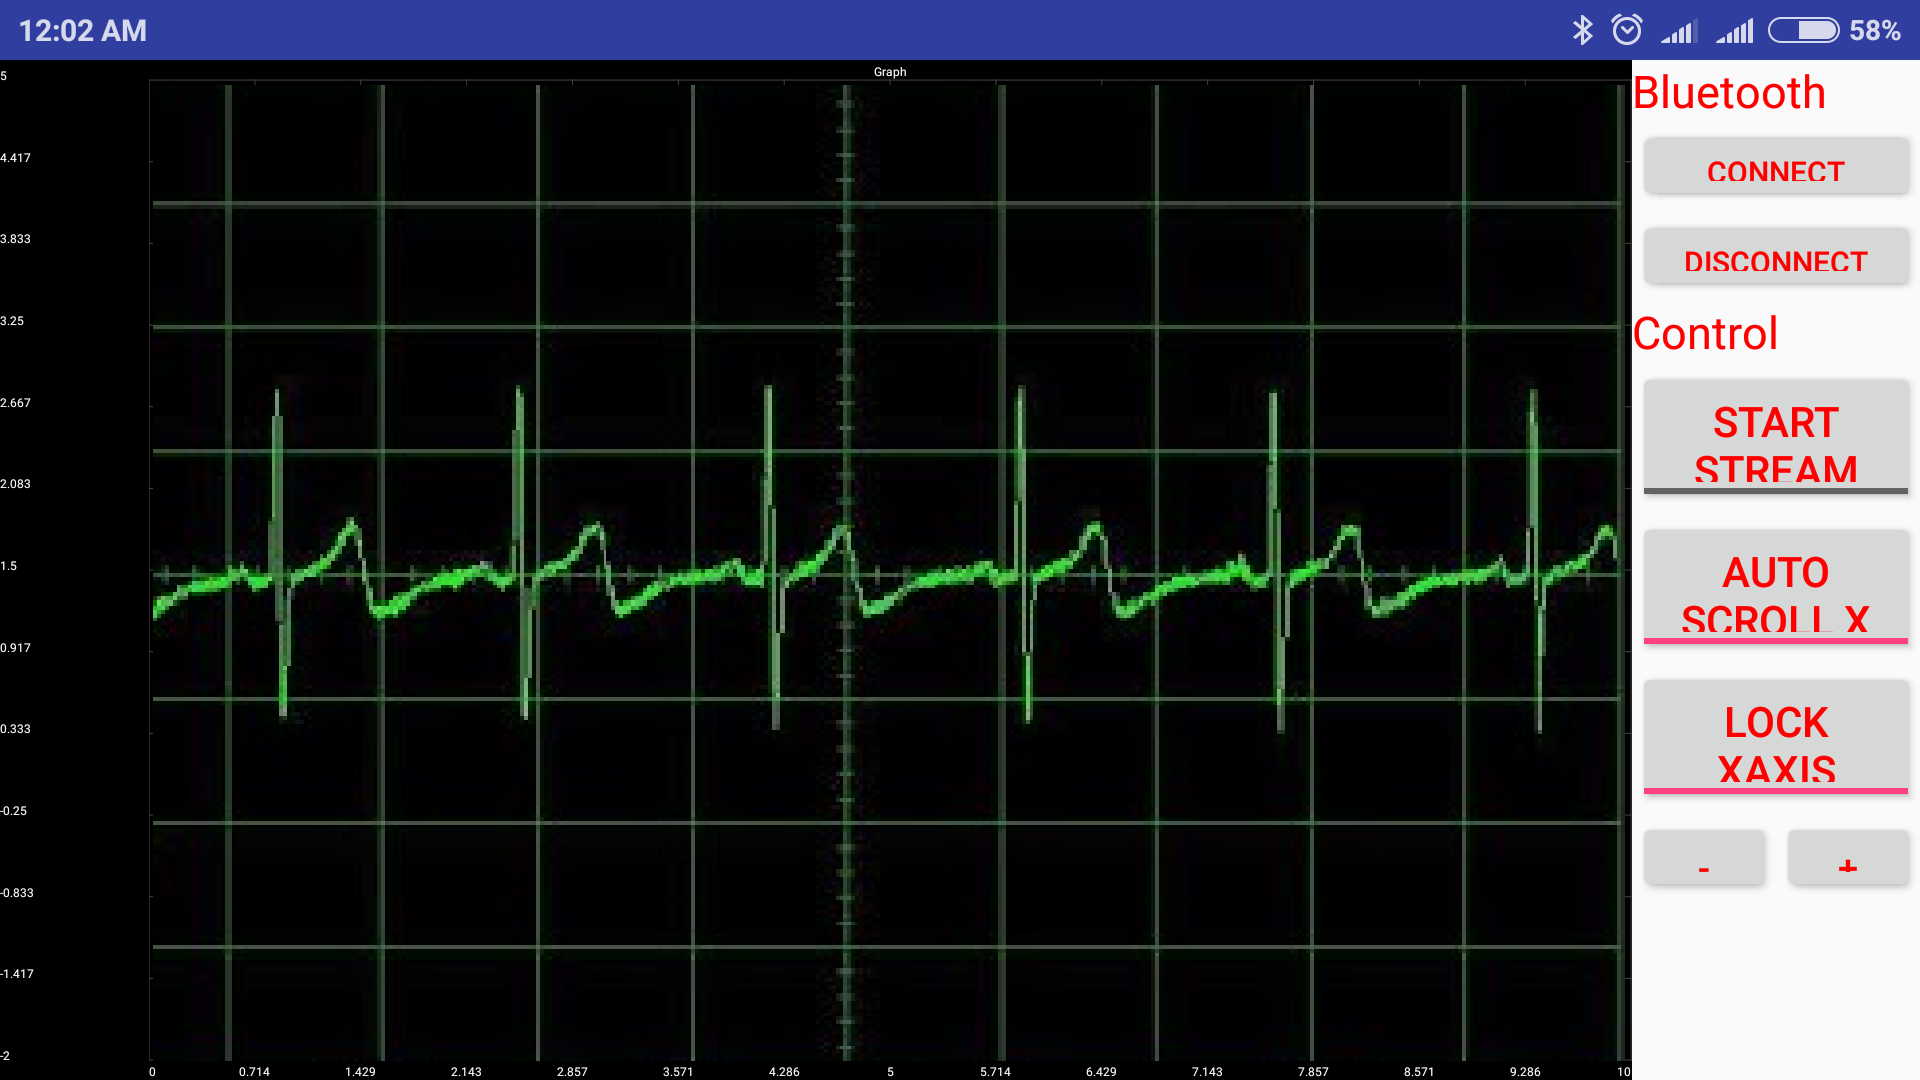 12:02 AM
58%
Graph
5
4.417
3.833
3.25
2.667
2.083
1.5
0.917
0.333
-0.25
-0.833
-1.417
-2
0 0.714 1.429 2.143 2.857 3.571 4.286 5 5.714 6.429 7.143 7.857 8.571 9.286 10
Bluetooth
CONNECT
DISCONNECT
Control
START
STREAM
AUTO
SCROLL X
LOCK
XAXIS
- +